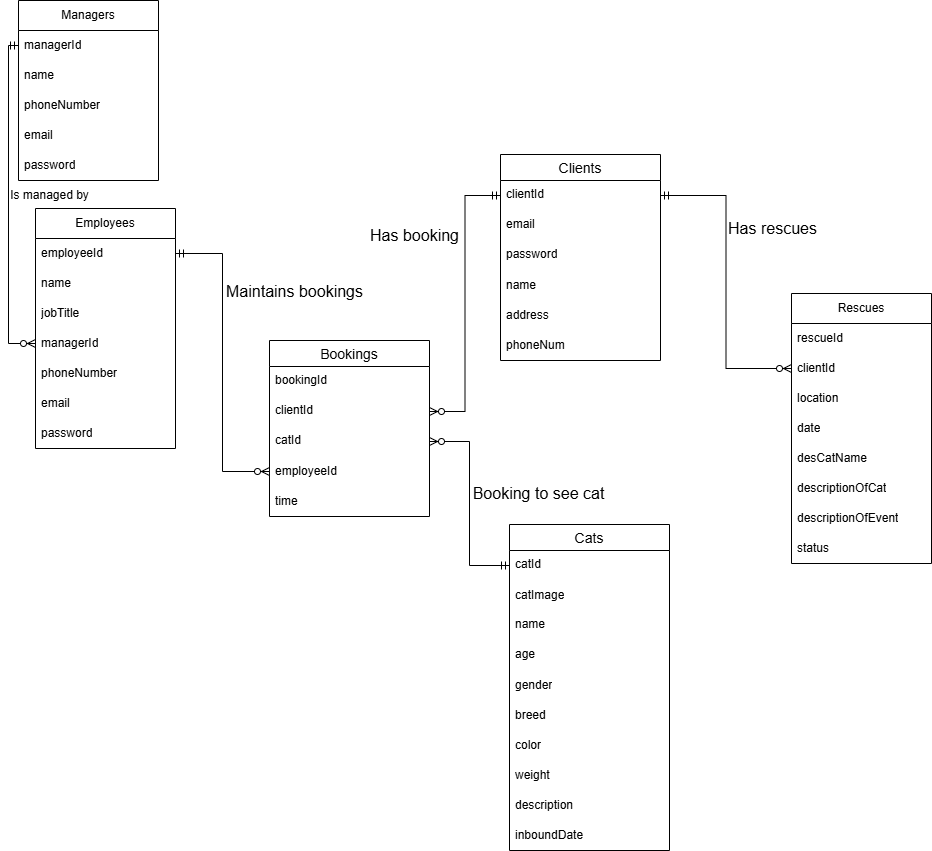 Managers
managerId
name
phoneNumber
email
password
Is managed by
Employees
employeeId
name
jobTitle
managerId
phoneNumber
email
password
Maintains bookings
Bookings
bookingId
clientId
catId
employeeId
time
Has booking
Clients
clientId
email
password
name
address
phoneNum
Has rescues
Rescues
rescueId
clientId
location
date
desCatName
descriptionOfCat
descriptionOfEvent
status
Booking to see cat
Cats
catId
catImage
name
age
gender
breed
color
weight
description
inboundDate